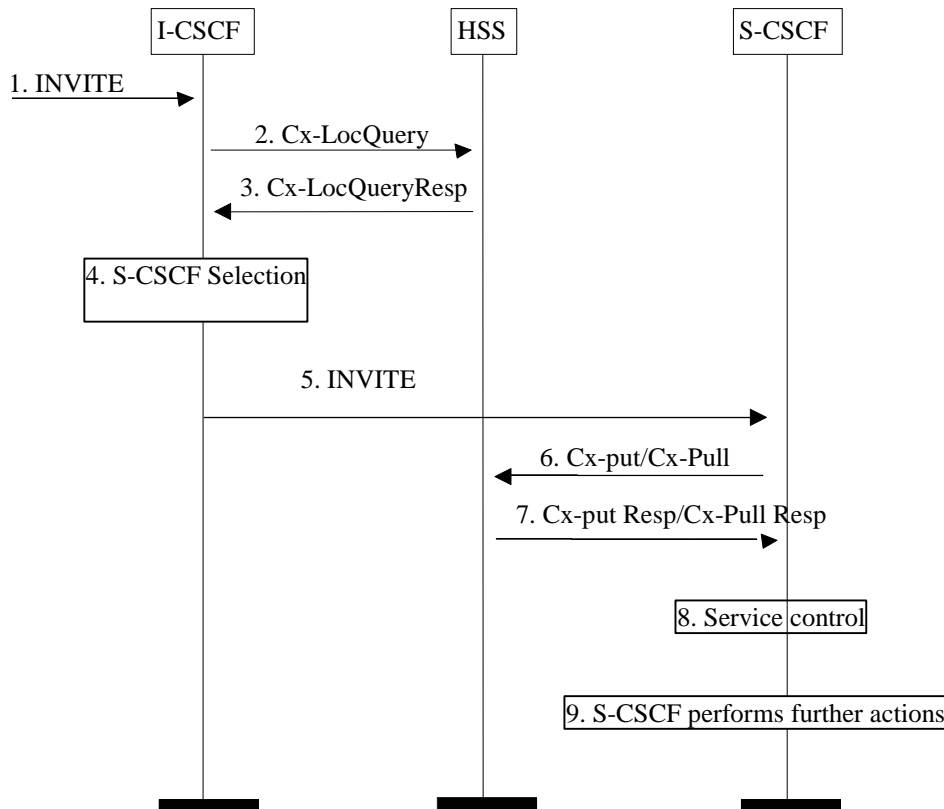 I-CSCF
HSS
S-CSCF
1. INVITE
2. Cx-LocQuery
3. Cx-LocQueryResp
4. S-CSCF Selection
5. INVITE
6. Cx-put/Cx-Pull
7. Cx-put Resp/Cx-Pull Resp
8. Service control
9. S-CSCF performs further actions